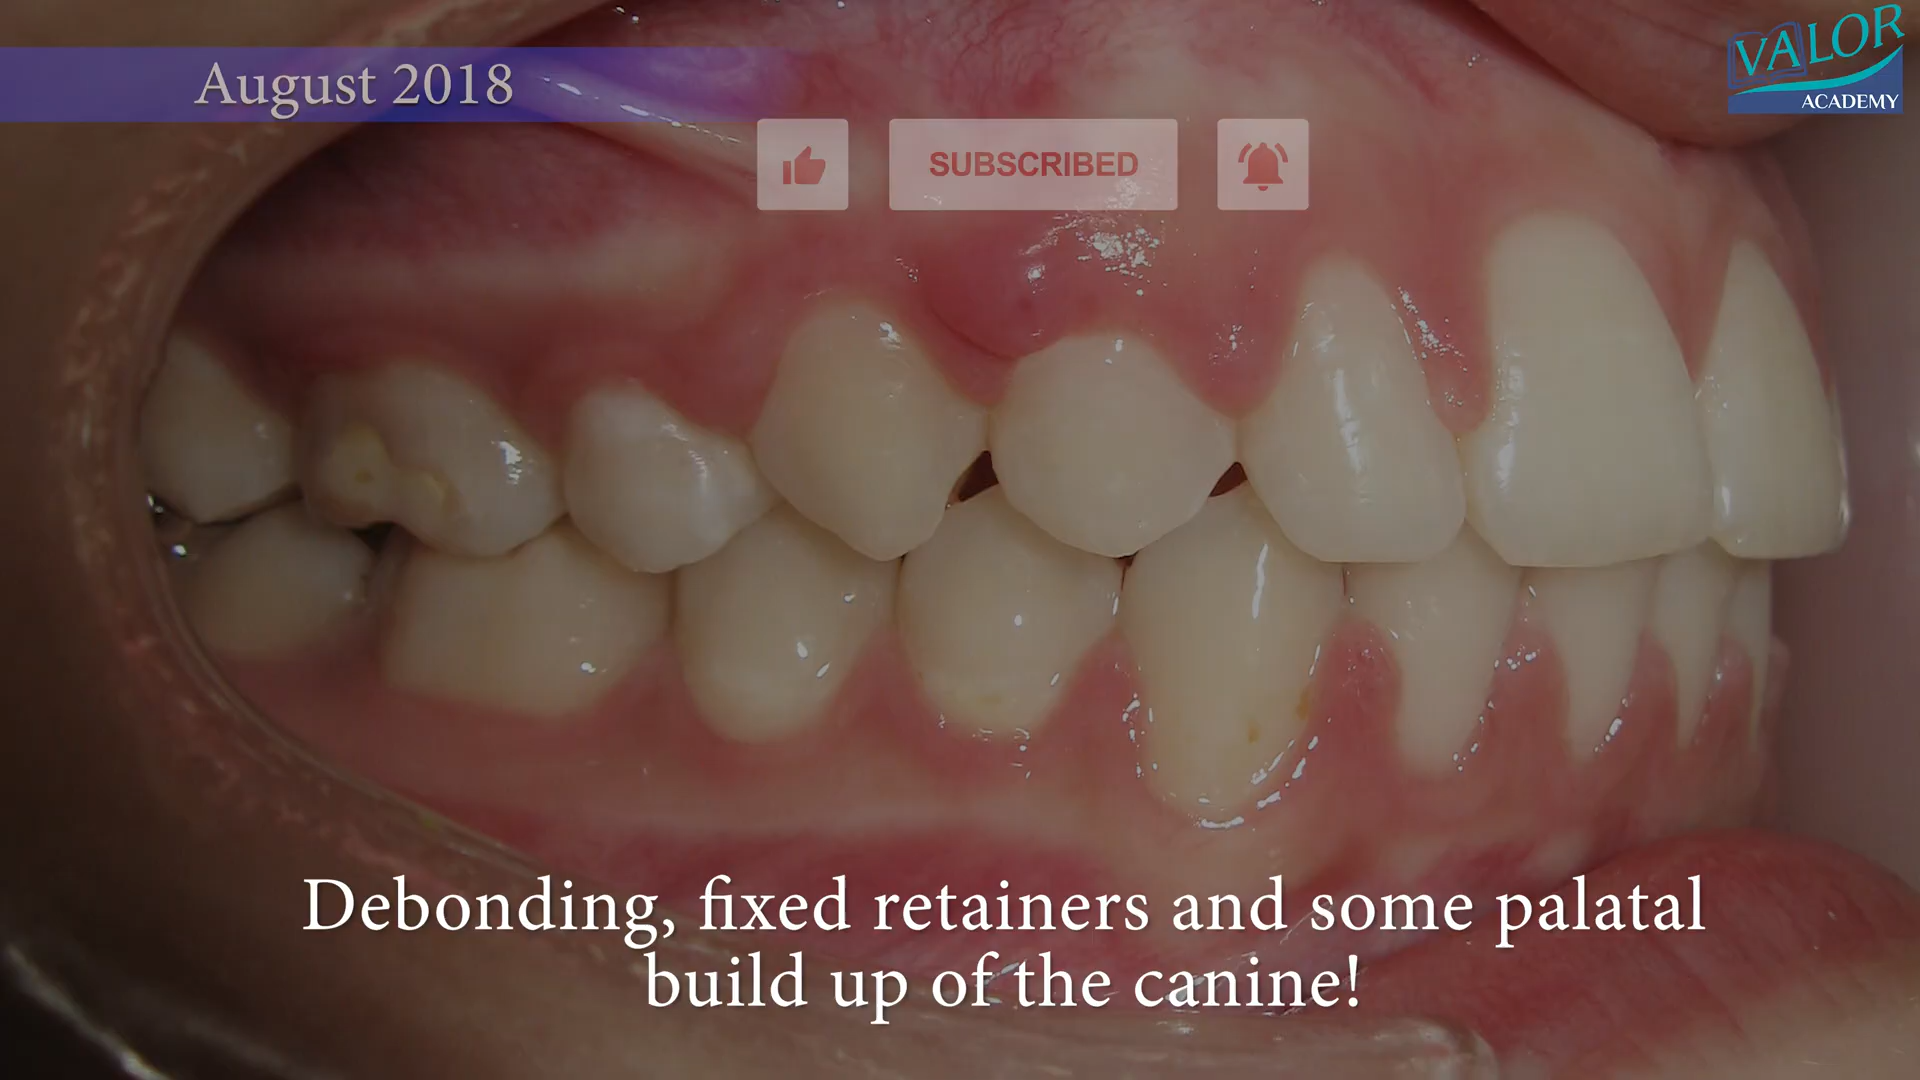 August 2018
VALOR
ACADEMY
SUBSCRIBED
Debonding, fixed retainers and some palatal
build up of the canine!